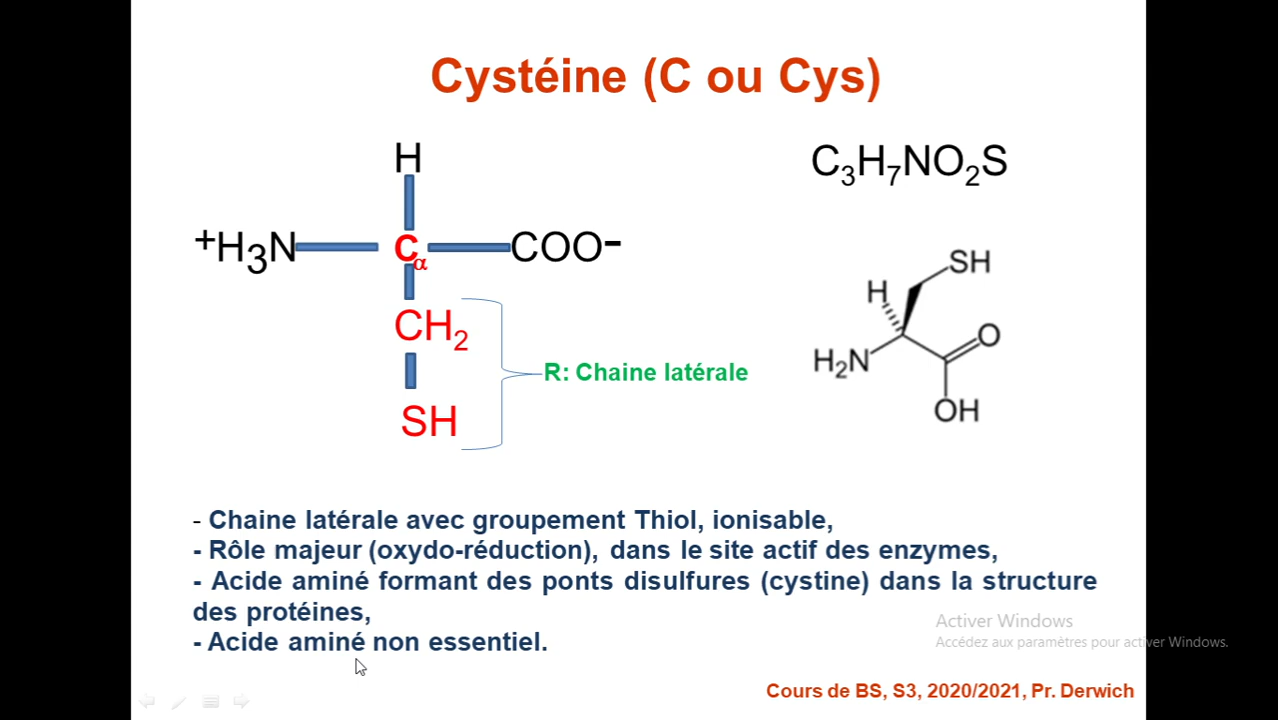 Cystéine (C ou Cys)
H
C₃H₇NO₂S
⁺H₃N
Cα
COO⁻
CH₂
R: Chaine latérale
SH
SH
H
O
H₂N
OH
- Chaine latérale avec groupement Thiol, ionisable,
- Rôle majeur (oxydo-réduction), dans le site actif des enzymes,
- Acide aminé formant des ponts disulfures (cystine) dans la structure
des protéines,
- Acide aminé non essentiel.
Activer Windows
Accédez aux paramètres pour activer Windows.
Cours de BS, S3, 2020/2021, Pr. Derwich